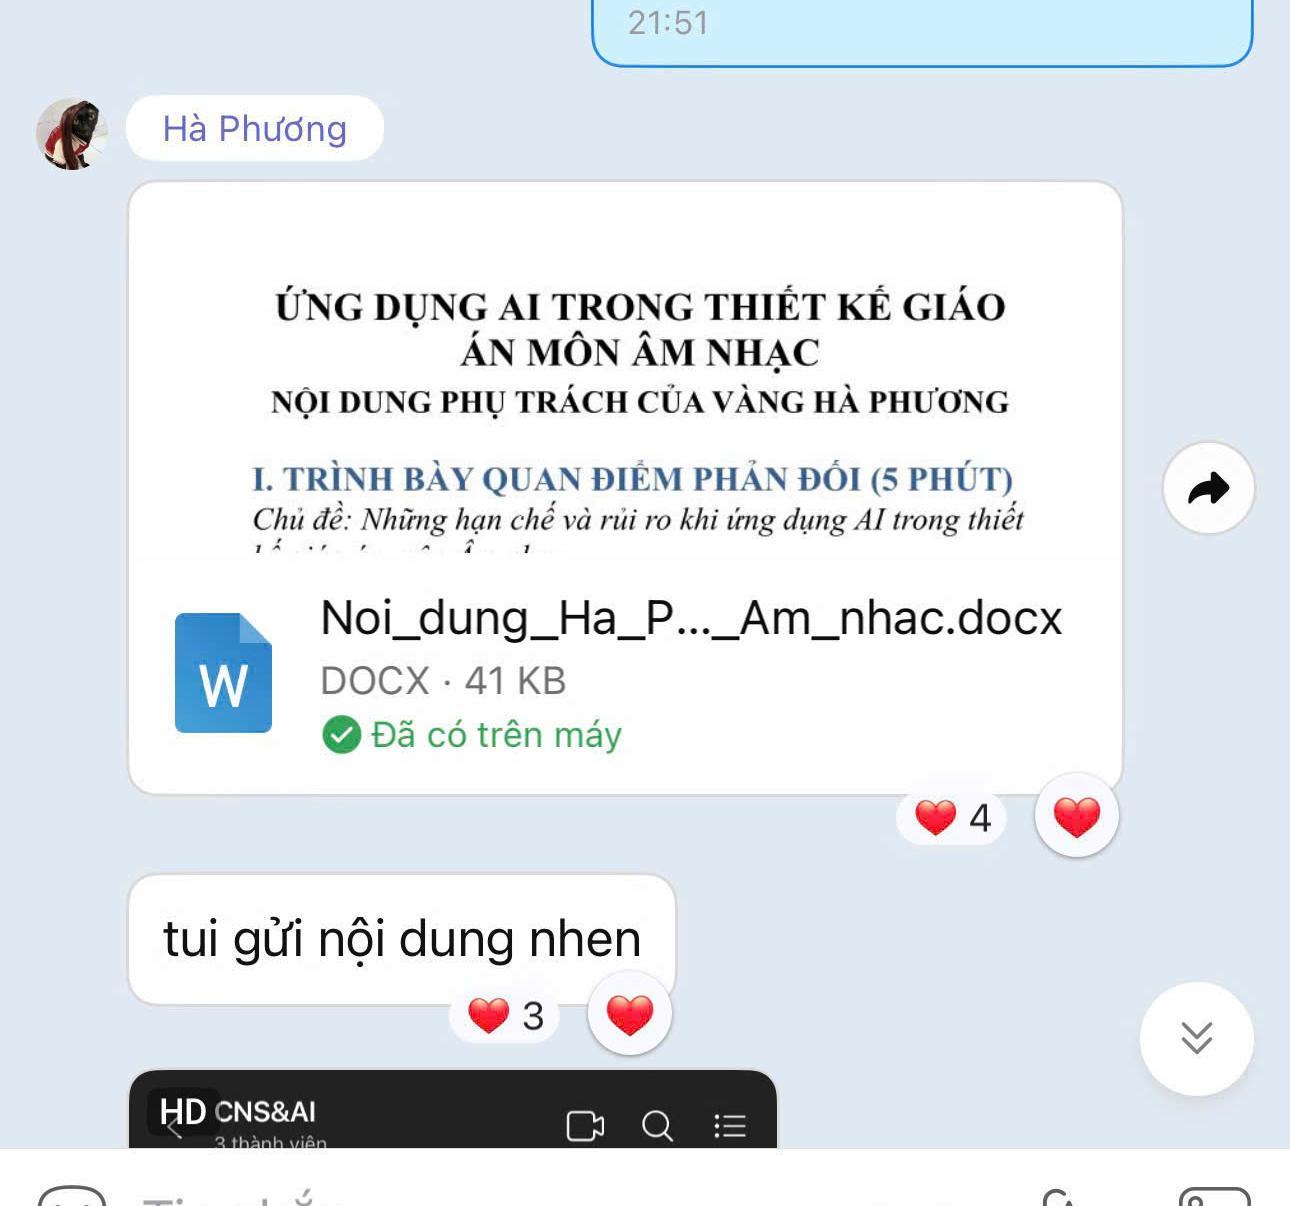 21:51
Hà Phương
ỨNG DỤNG AI TRONG THIẾT KẾ GIÁO
ÁN MÔN ÂM NHẠC
NỘI DUNG PHỤ TRÁCH CỦA VÀNG HÀ PHƯƠNG
I. TRÌNH BÀY QUAN ĐIỂM PHẢN ĐỐI (5 PHÚT)
Chủ đề: Những hạn chế và rủi ro khi ứng dụng AI trong thiết
Noi_dung_Ha_P..._Am_nhac.docx
W
DOCX · 41 KB
Đã có trên máy
4
tui gửi nội dung nhen
3
HD CNS&AI
3 thành viên